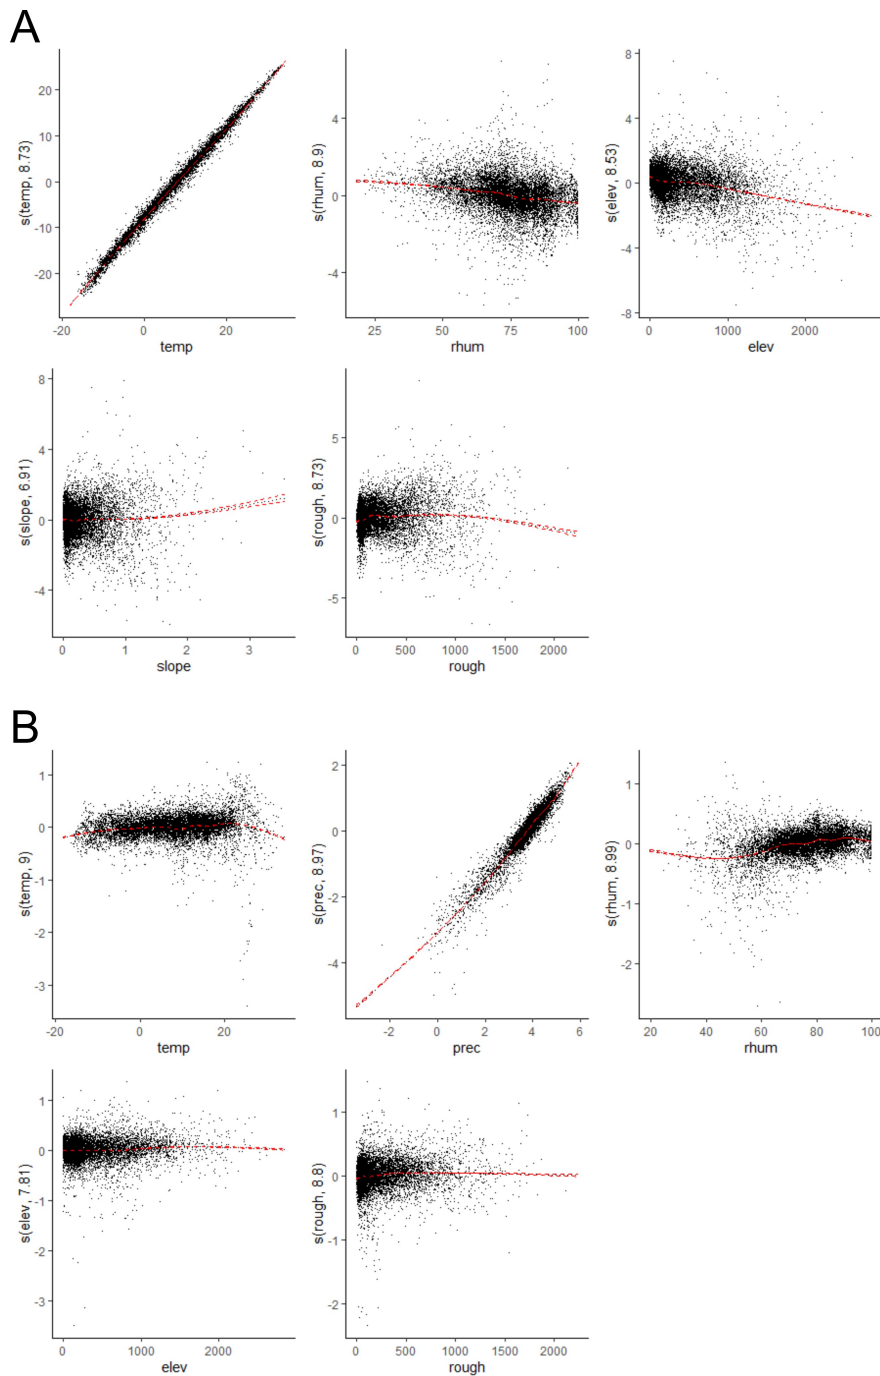 A
s(temp, 8.73)
20
10
0
-10
-20
-20 0 20
temp
s(rhum, 8.9)
4
0
-4
25 50 75 100
rhum
s(elev, 8.53)
8
4
0
-4
-8
0 1000 2000
elev
s(slope, 6.91)
8
4
0
-4
0 1 2 3
slope
s(rough, 8.73)
5
0
-5
0 500 1000 1500 2000
rough
B
s(temp, 9)
1
0
-1
-2
-3
-20 0 20
temp
s(prec, 8.97)
2
0
-2
-4
-2 0 2 4 6
prec
s(rhum, 8.99)
1
0
-1
-2
20 40 60 80 100
rhum
s(elev, 7.81)
1
0
-1
-2
-3
0 1000 2000
elev
s(rough, 8.8)
1
0
-1
-2
0 500 1000 1500 2000
rough